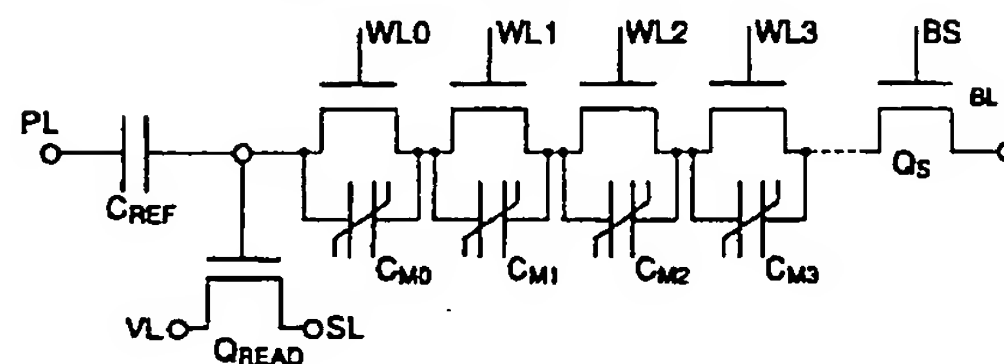 WL0 WL1 WL2 WL3 BS
PL BL
CREF QS
CM0 CM1 CM2 CM3
VL SL
QREAD